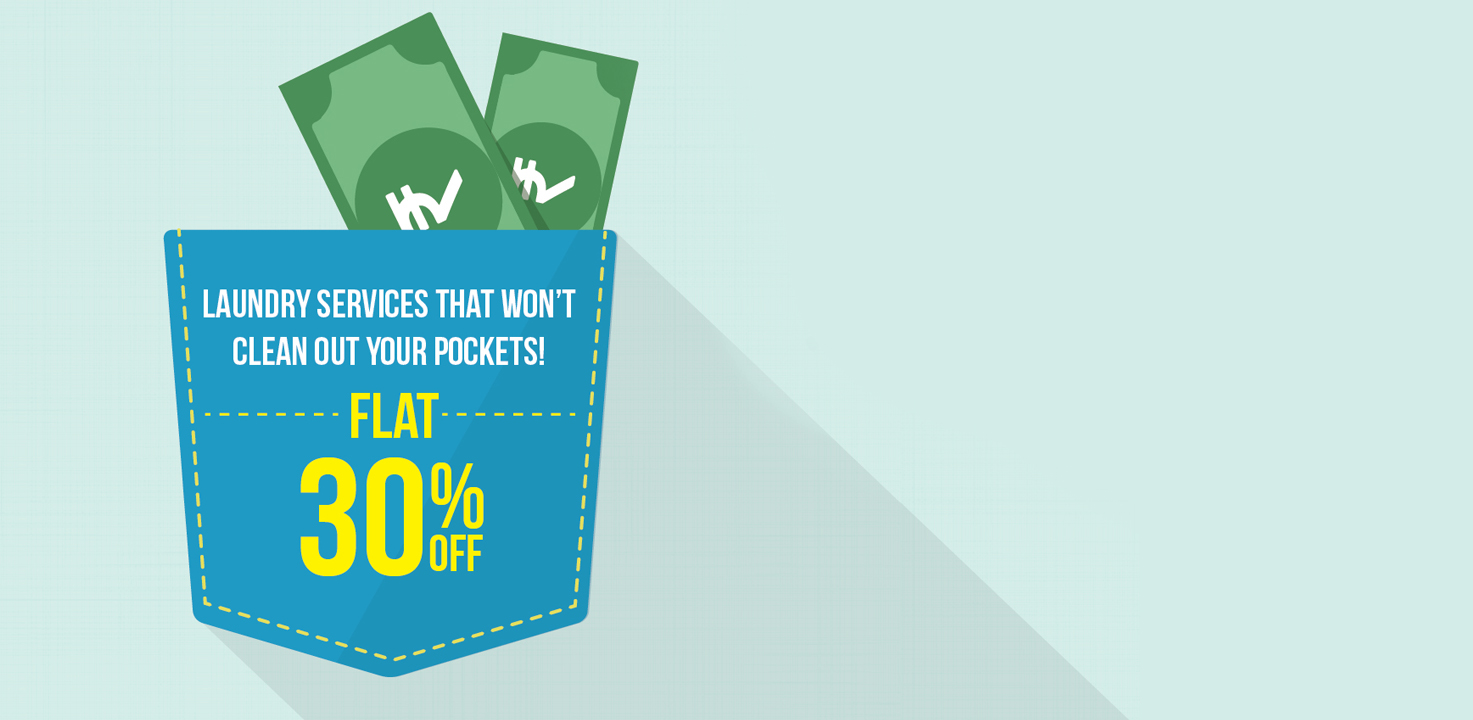 ₹
₹
LAUNDRY SERVICES THAT WON'T
CLEAN OUT YOUR POCKETS!
FLAT
30%
OFF